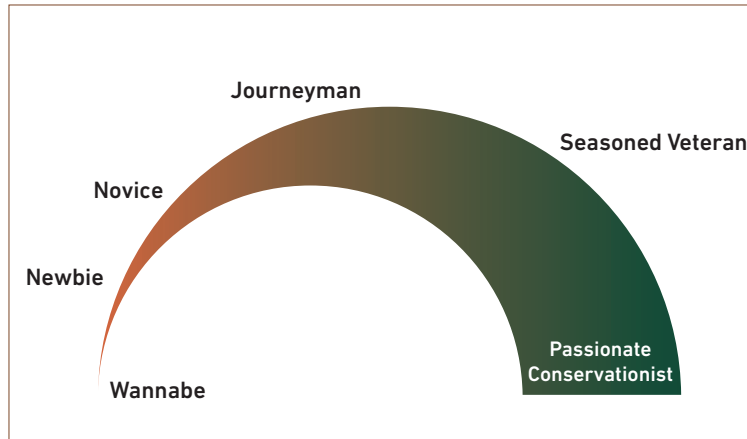 Journeyman
Seasoned Veteran
Novice
Newbie
Passionate
Conservationist
Wannabe